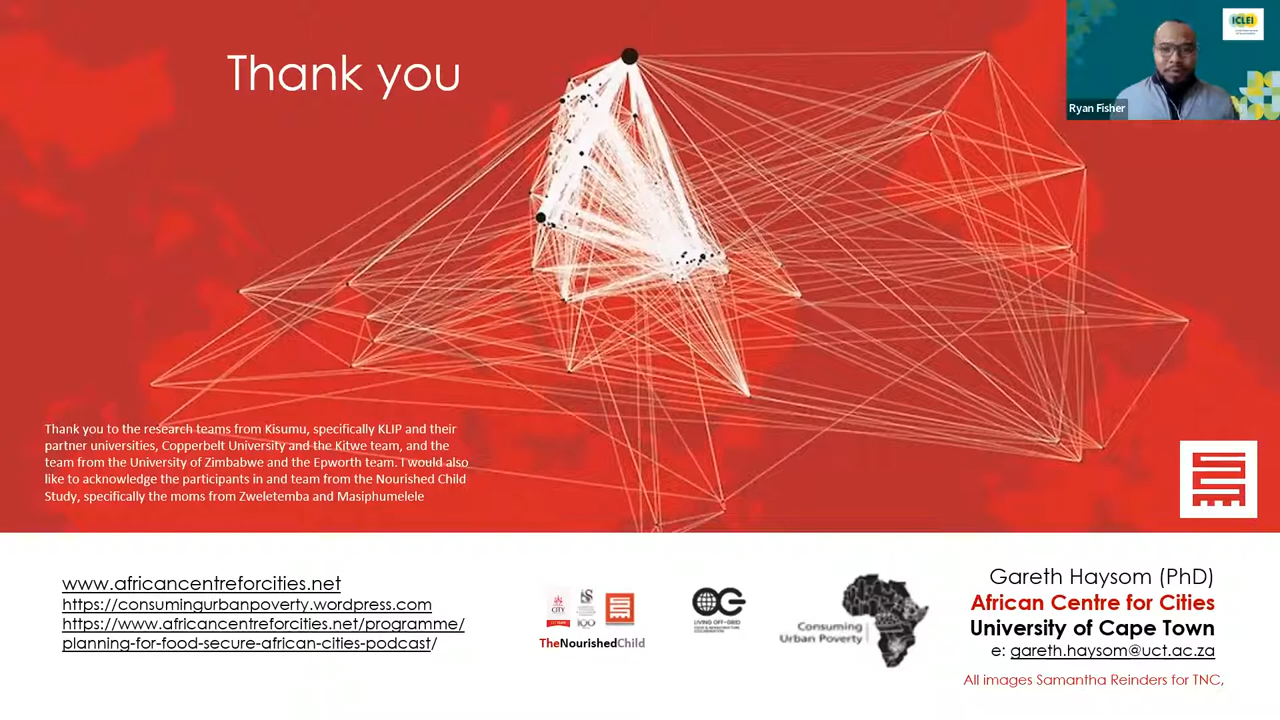 Thank you
ICLEI
Ryan Fisher
Thank you to the research teams from Kisumu, specifically KLIP and their
partner universities, Copperbelt University and the Kitwe team, and the
team from the University of Zimbabwe and the Epworth team. I would also
like to acknowledge the participants in and team from the Nourished Child
Study, specifically the moms from Zweletemba and Masiphumelele
www.africancentreforcities.net
https://consumingurbanpoverty.wordpress.com
https://www.africancentreforcities.net/programme/
planning-for-food-secure-african-cities-podcast/
CITY
100
TheNourishedChild
OG
LIVING OFF-GRID
Consuming
Urban Poverty
Gareth Haysom (PhD)
African Centre for Cities
University of Cape Town
e: gareth.haysom@uct.ac.za
All images Samantha Reinders for TNC,